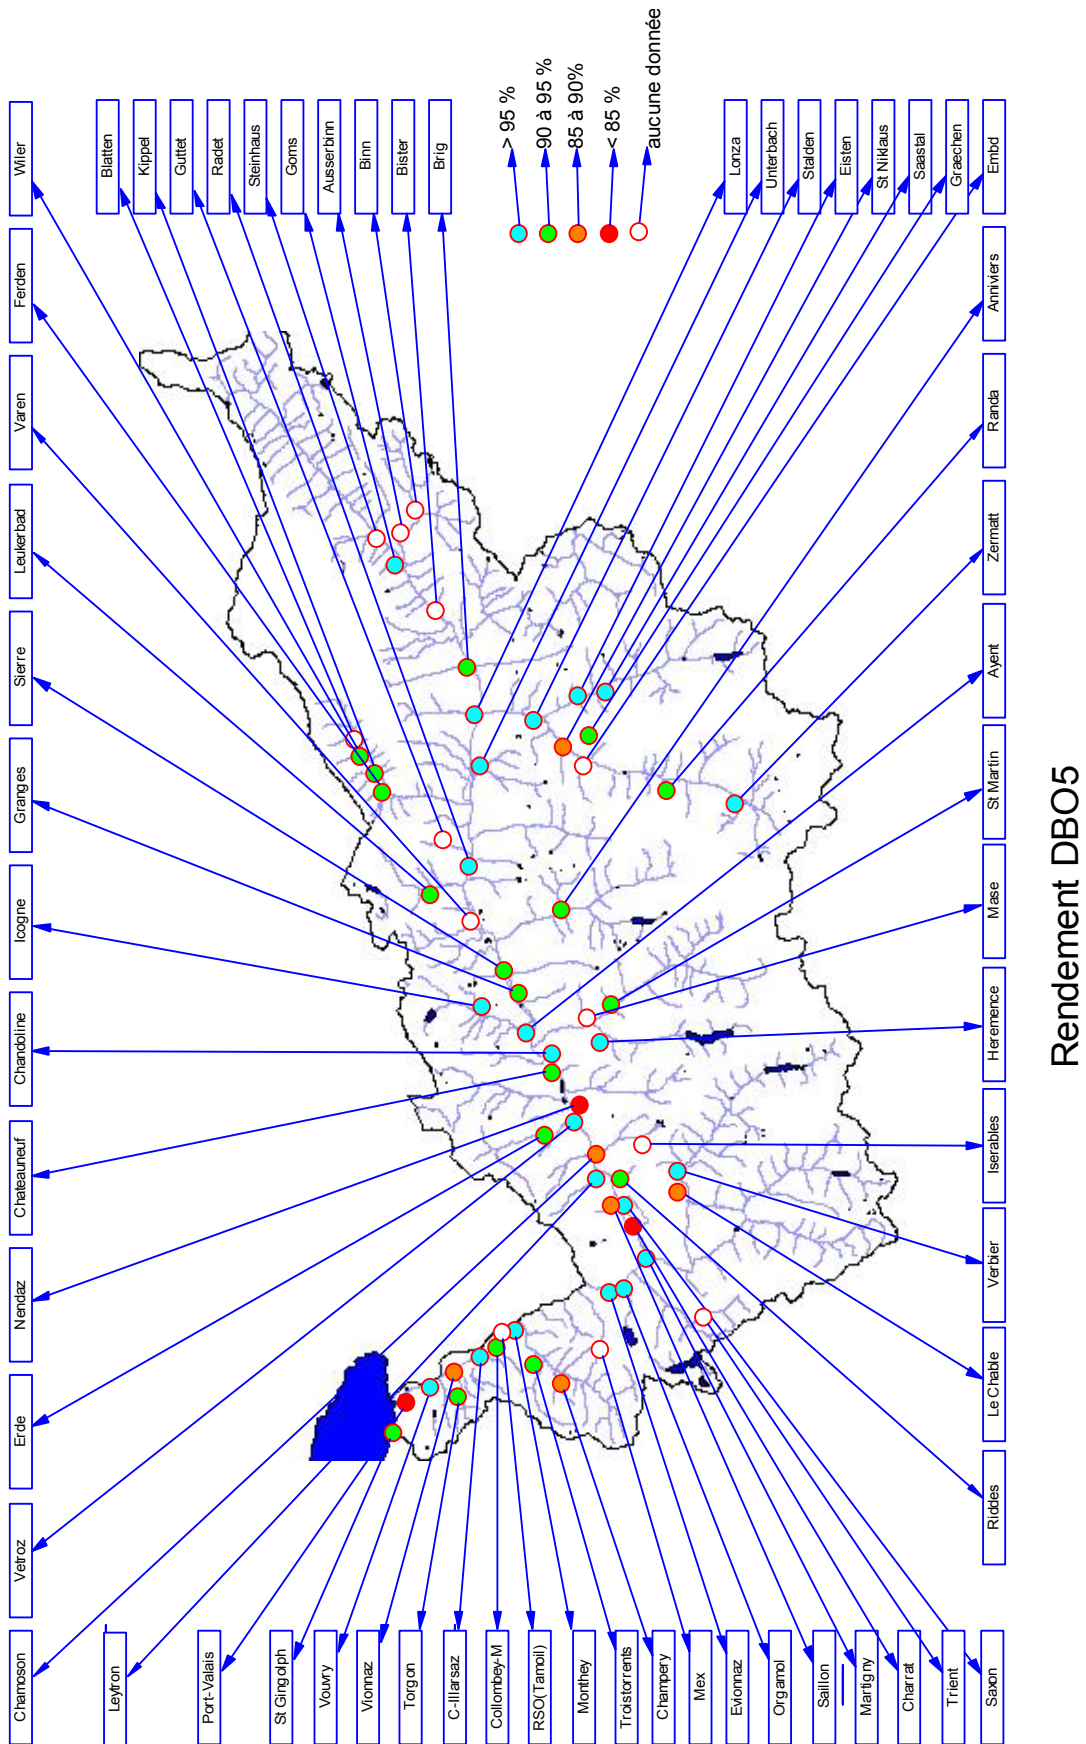 Chamoson
Vetroz
Erde
Nendaz
Chateauneuf
Chandoline
Icogne
Granges
Sierre
Leukerbad
Varen
Ferden
Wiler
Blatten
Kippel
Guttet
Radet
Steinhaus
Goms
Ausserbinn
Binn
Bister
Brig
> 95 %
90 à 95 %
85 à 90%
< 85 %
aucune donnée
Lonza
Unterbach
Stalden
Eisten
St Niklaus
Saastal
Graechen
Embd
Anniviers
Randa
Zermatt
Ayent
St Martin
Mase
Heremence
Iserables
Verbier
Le Chable
Riddes
Leytron
Port-Valais
St Gingolph
Vouvry
Vionnaz
Torgon
C-Illarsaz
Collombey-M
RSO(Tamoil)
Monthey
Troistorrents
Champery
Mex
Evionnaz
Orgamol
Saillon
Martigny
Charrat
Trient
Saxon
Rendement DBO5